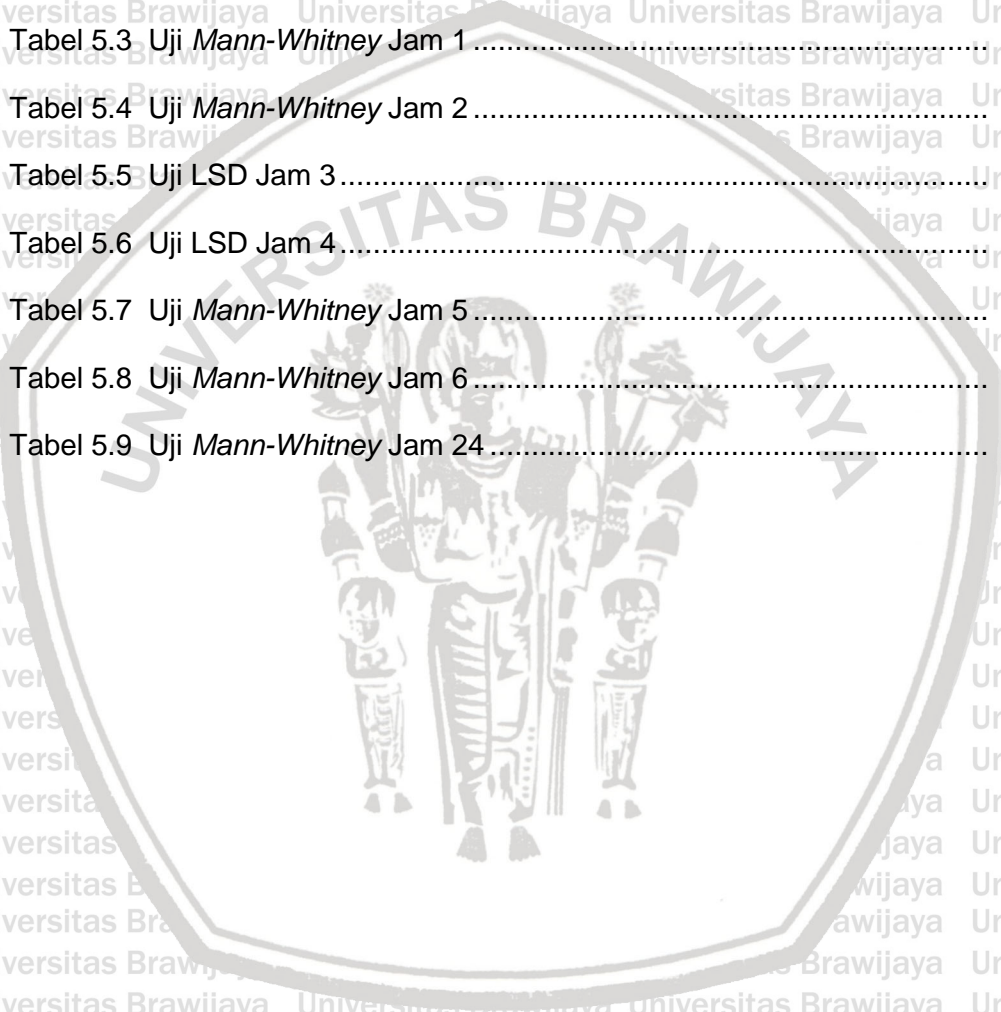 Tabel 5.3 Uji Mann-Whitney Jam 1 ..............................................................
Tabel 5.4 Uji Mann-Whitney Jam 2 ..............................................................
Tabel 5.5 Uji LSD Jam 3 ..............................................................................
Tabel 5.6 Uji LSD Jam 4 ..............................................................................
Tabel 5.7 Uji Mann-Whitney Jam 5 ..............................................................
Tabel 5.8 Uji Mann-Whitney Jam 6 ..............................................................
Tabel 5.9 Uji Mann-Whitney Jam 24 ............................................................
UNIVERSITAS BRAWIJAYA